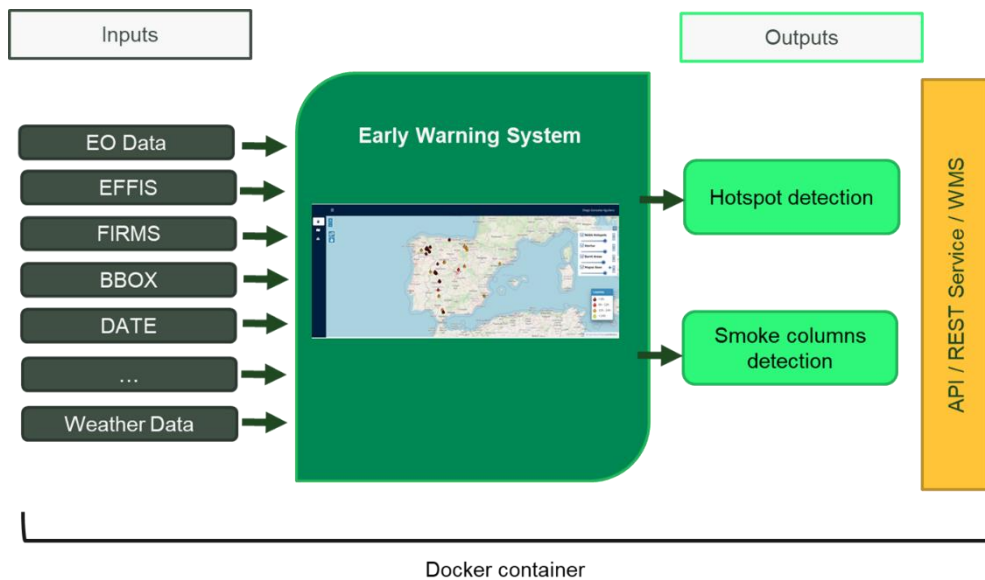 Inputs
Outputs
Early Warning System
EO Data
EFFIS
FIRMS
BBOX
DATE
...
Weather Data
Hotspot detection
Smoke columns
detection
API / REST Service / WMS
Docker container